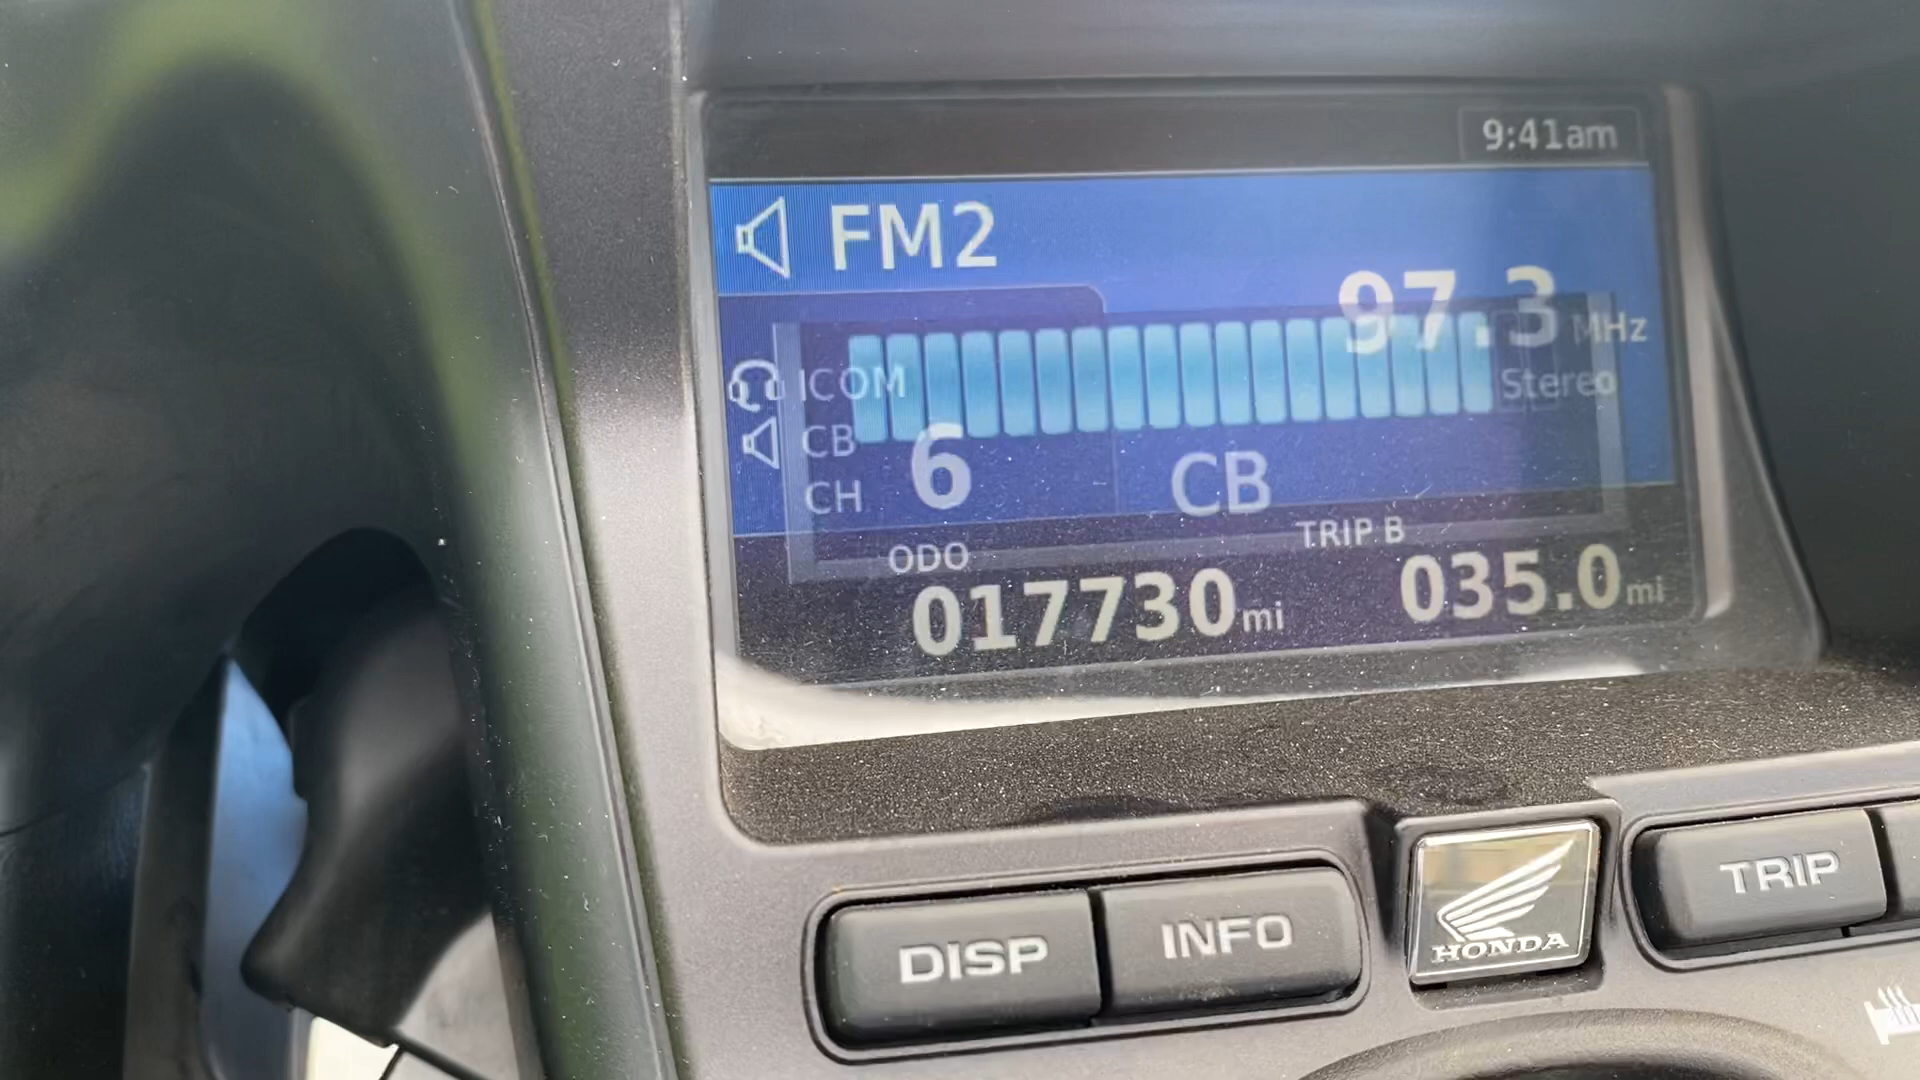 9:41am
FM2
97.3 MHz
ICOM
Stereo
CB
CH 6
CB
ODO
TRIP B
017730mi
035.0mi
DISP
INFO
HONDA
TRIP